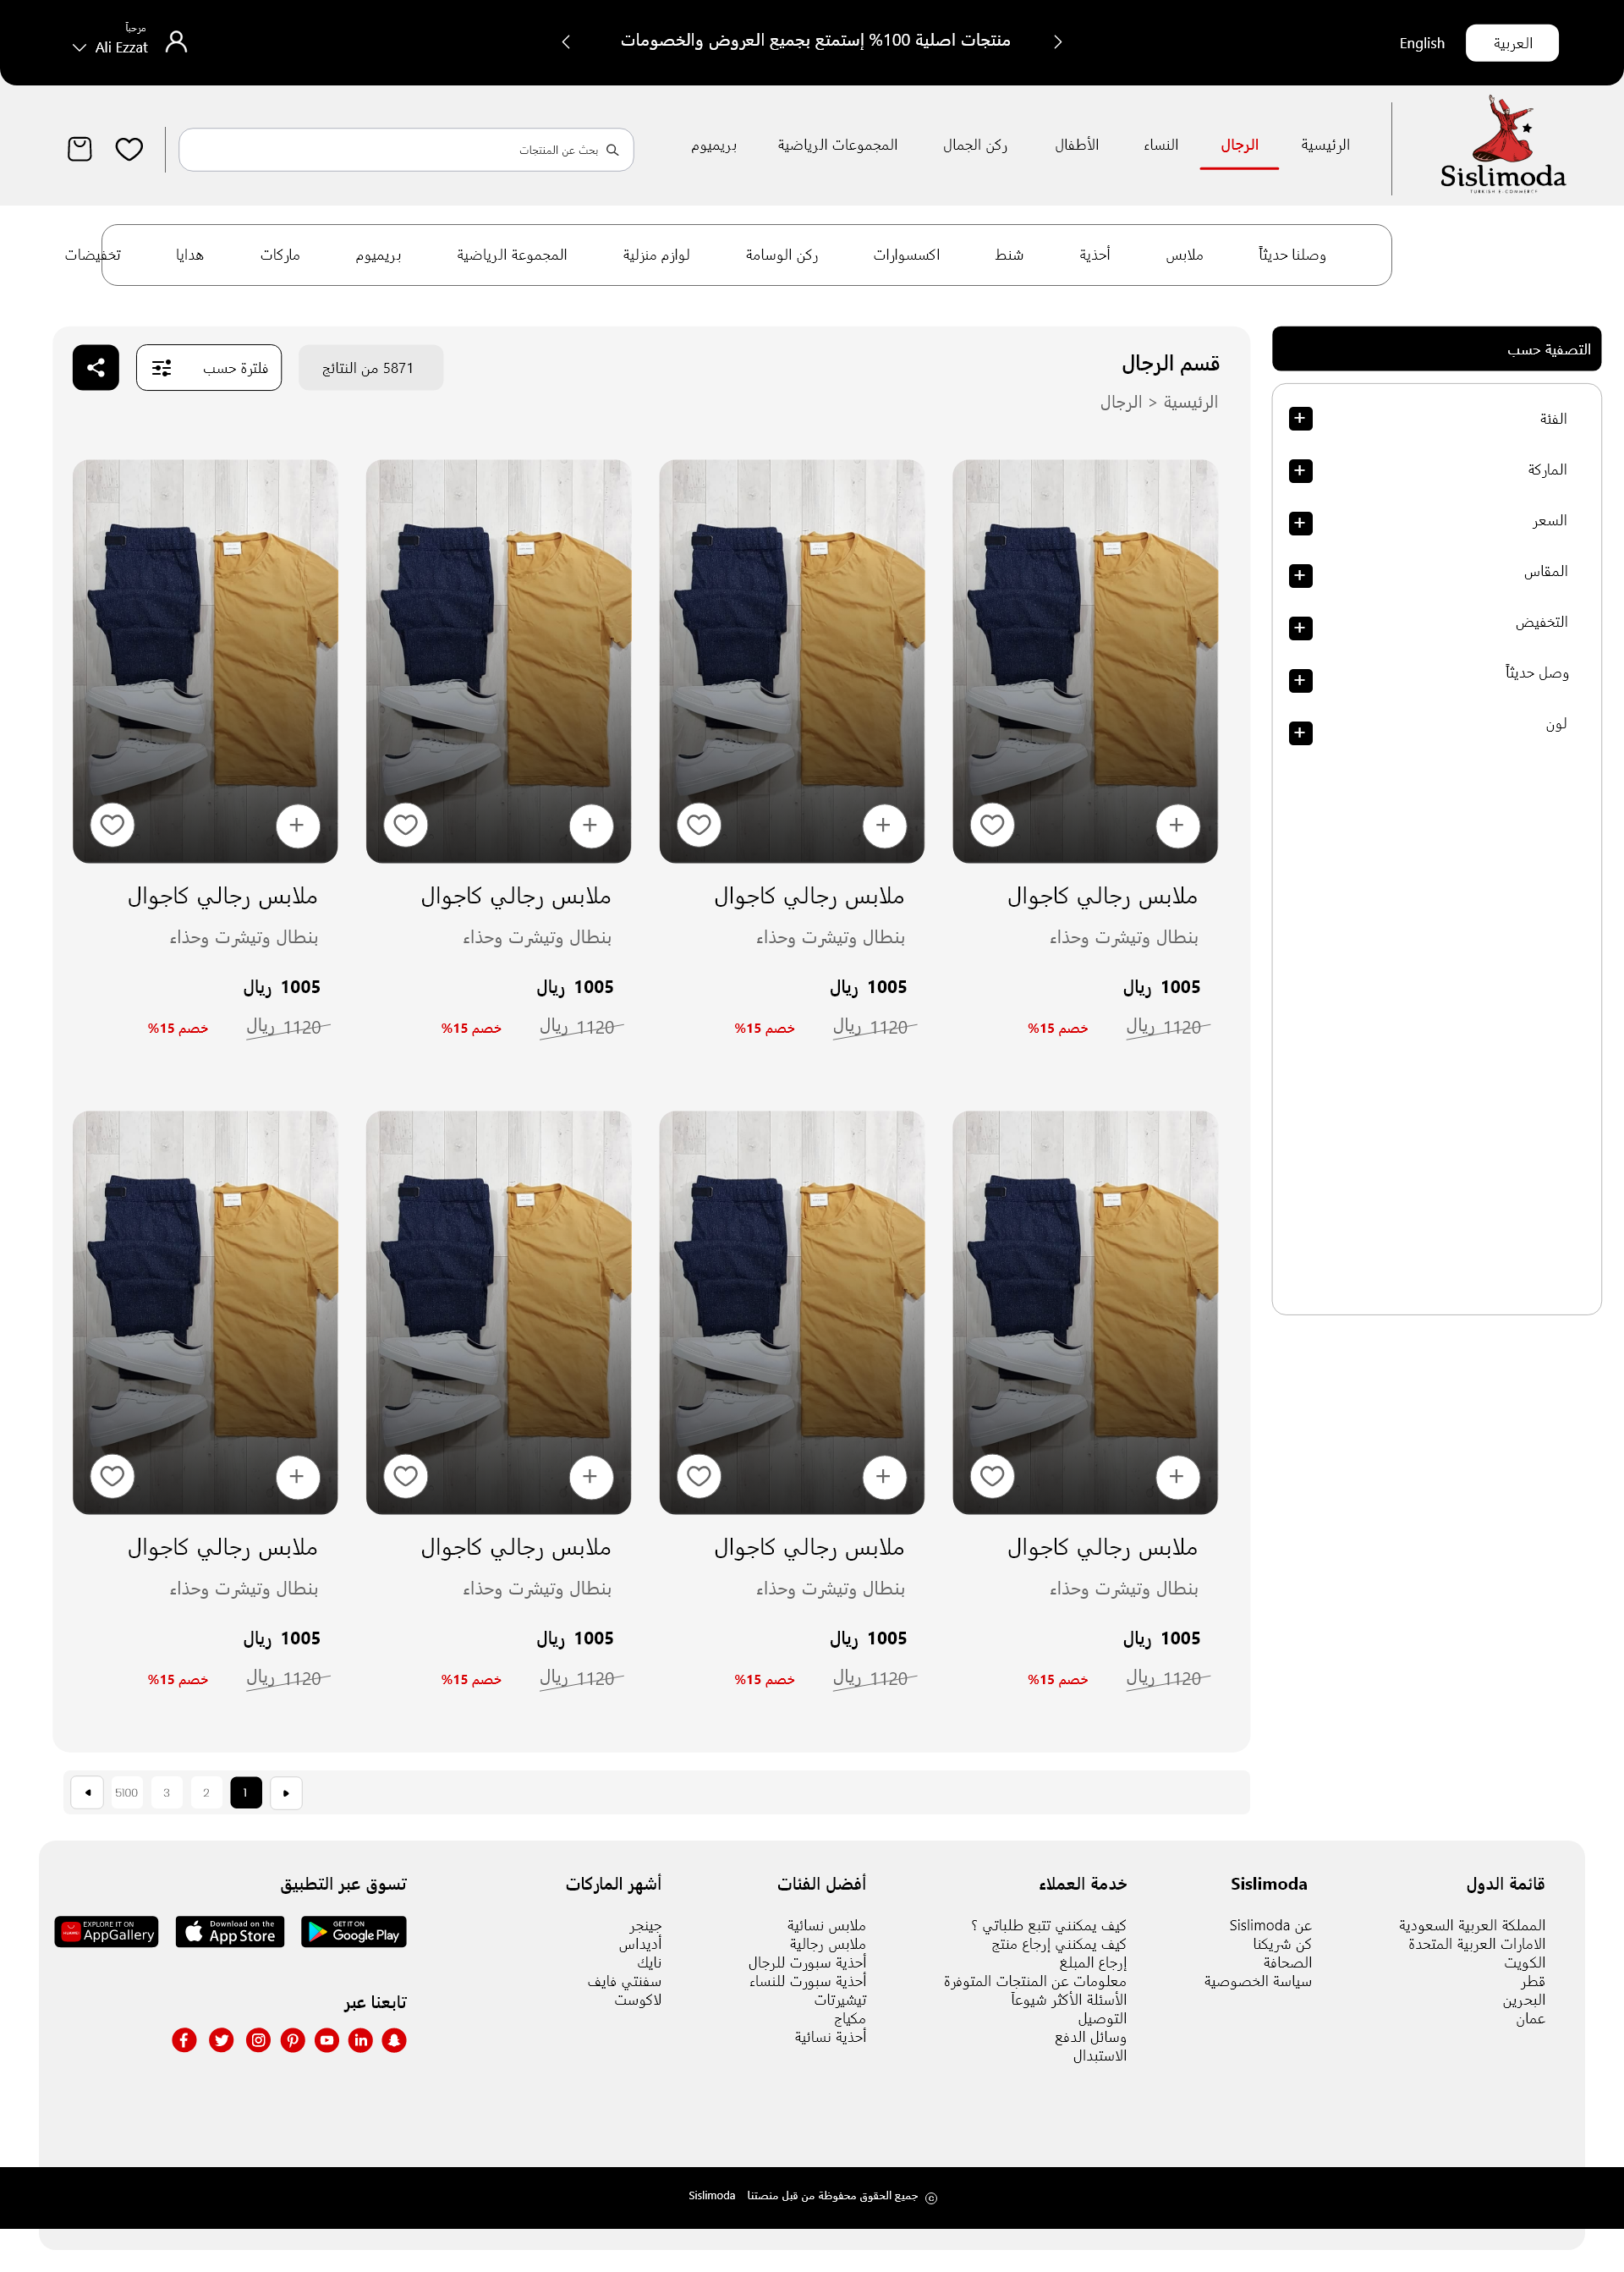 العربية
English
منتجات اصلية 100% إستمتع بجميع العروض والخصومات
مرحباً
Ali Ezzat
Sislimoda
TURKISH E-COMMERCE
الرئيسية
الرجال
النساء
الأطفال
ركن الجمال
المجموعات الرياضية
بريميوم
بحث عن المنتجات
وصلنا حديثاً
ملابس
أحذية
شنط
اكسسوارات
ركن الوسامة
لوازم منزلية
المجموعة الرياضية
بريميوم
ماركات
هدايا
تخفيضات
التصفية حسب
الفئة
الماركة
السعر
المقاس
التخفيض
وصل حديثاً
لون
قسم الرجال
الرئيسية > الرجال
5871 من النتائج
فلترة حسب
ملابس رجالي كاجوال
بنطال وتيشرت وحذاء
1005 ريال
1120 ريال
خصم 15%
ملابس رجالي كاجوال
بنطال وتيشرت وحذاء
1005 ريال
1120 ريال
خصم 15%
ملابس رجالي كاجوال
بنطال وتيشرت وحذاء
1005 ريال
1120 ريال
خصم 15%
ملابس رجالي كاجوال
بنطال وتيشرت وحذاء
1005 ريال
1120 ريال
خصم 15%
ملابس رجالي كاجوال
بنطال وتيشرت وحذاء
1005 ريال
1120 ريال
خصم 15%
ملابس رجالي كاجوال
بنطال وتيشرت وحذاء
1005 ريال
1120 ريال
خصم 15%
ملابس رجالي كاجوال
بنطال وتيشرت وحذاء
1005 ريال
1120 ريال
خصم 15%
ملابس رجالي كاجوال
بنطال وتيشرت وحذاء
1005 ريال
1120 ريال
خصم 15%
1
2
3
5100
قائمة الدول
المملكة العربية السعودية
الامارات العربية المتحدة
الكويت
قطر
البحرين
عمان
Sislimoda
عن Sislimoda
كن شريكنا
الصحافة
سياسة الخصوصية
خدمة العملاء
كيف يمكنني تتبع طلباتي ؟
كيف يمكنني إرجاع منتج
إرجاع المبلغ
معلومات عن المنتجات المتوفرة
الأسئلة الأكثر شيوعاً
التوصيل
وسائل الدفع
الاستبدال
أفضل الفئات
ملابس نسائية
ملابس رجالية
أحذية سبورت للرجال
أحذية سبورت للنساء
تيشيرتات
مكياج
أحذية نسائية
أشهر الماركات
جينجر
أديداس
نايك
سفنتي فايف
لاكوست
تسوق عبر التطبيق
GET IT ON
Google Play
Download on the
App Store
EXPLORE IT ON
AppGallery
تابعنا عبر
© جميع الحقوق محفوظة من قبل منصتنا Sislimoda